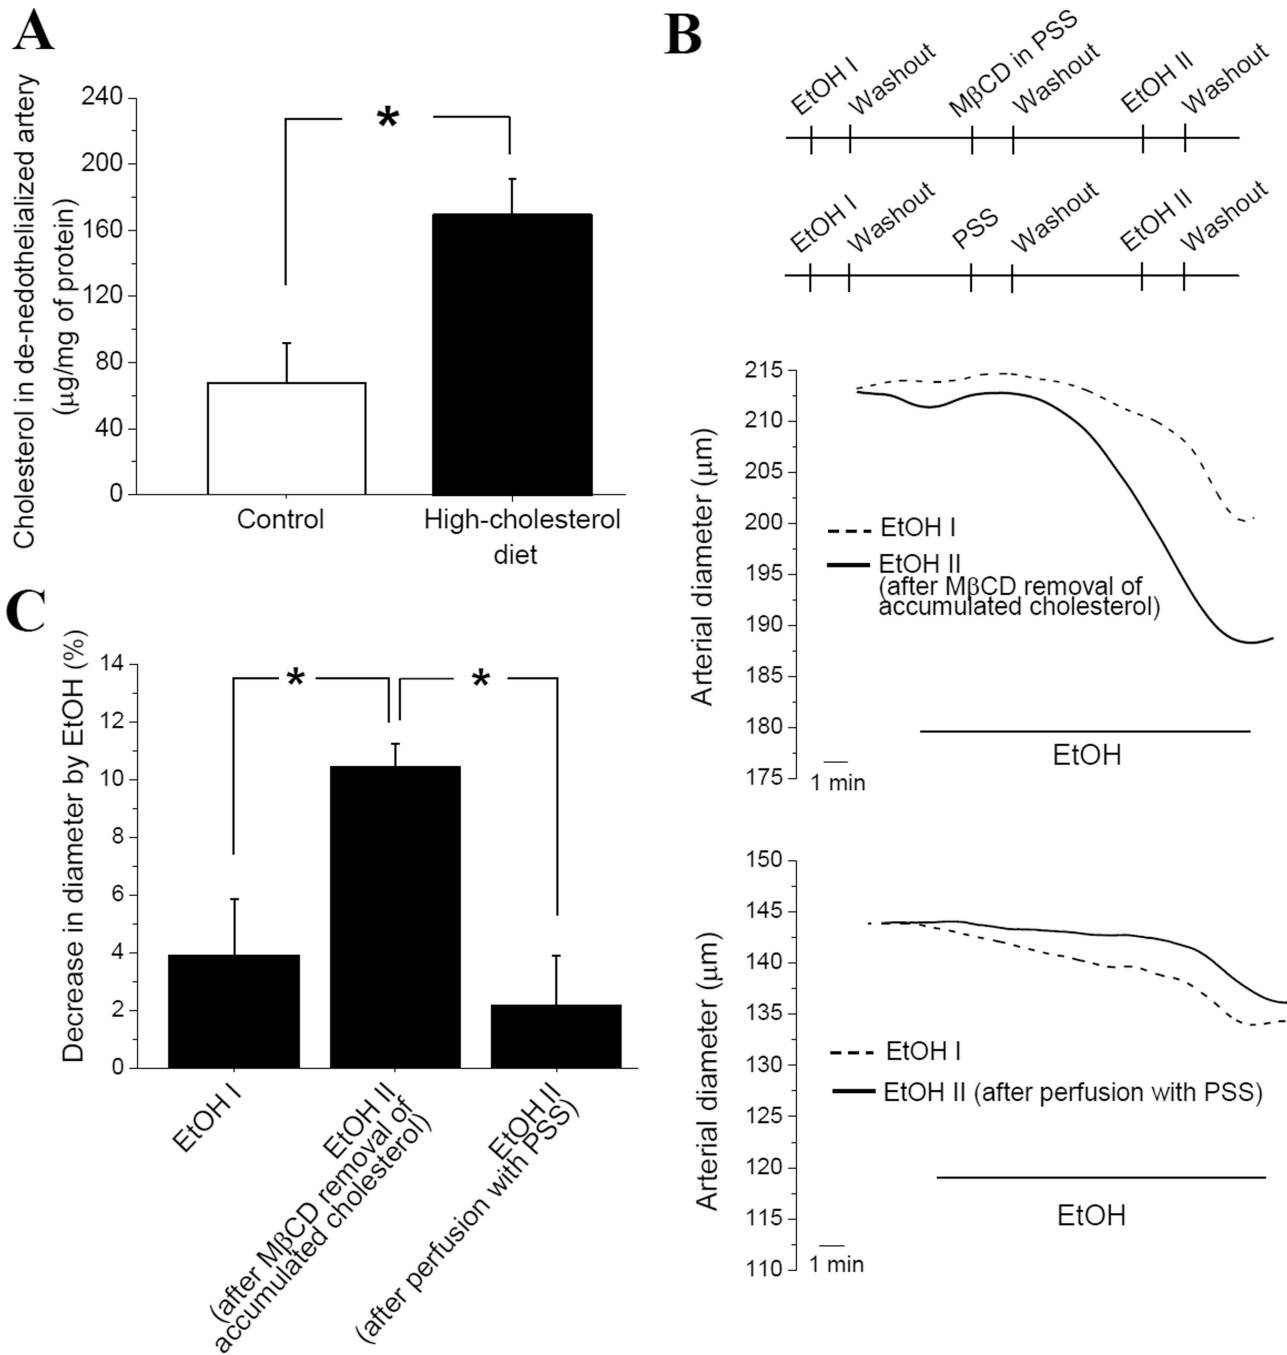 A
Cholesterol in de-nedothelialized artery
(μg/mg of protein)
240
200
160
120
80
40
0
*
Control
High-cholesterol
diet
B
EtOH I
Washout
MβCD in PSS
Washout
EtOH II
Washout
EtOH I
Washout
PSS
Washout
EtOH II
Washout
Arterial diameter (μm)
215
210
205
200
195
190
185
180
175
EtOH I
EtOH II
(after MβCD removal of
accumulated cholesterol)
EtOH
1 min
Arterial diameter (μm)
150
145
140
135
130
125
120
115
110
EtOH I
EtOH II (after perfusion with PSS)
EtOH
1 min
C
Decrease in diameter by EtOH (%)
14
12
10
8
6
4
2
0
*
*
EtOH I
EtOH II
(after MβCD removal of
accumulated cholesterol)
EtOH II
(after perfusion with PSS)